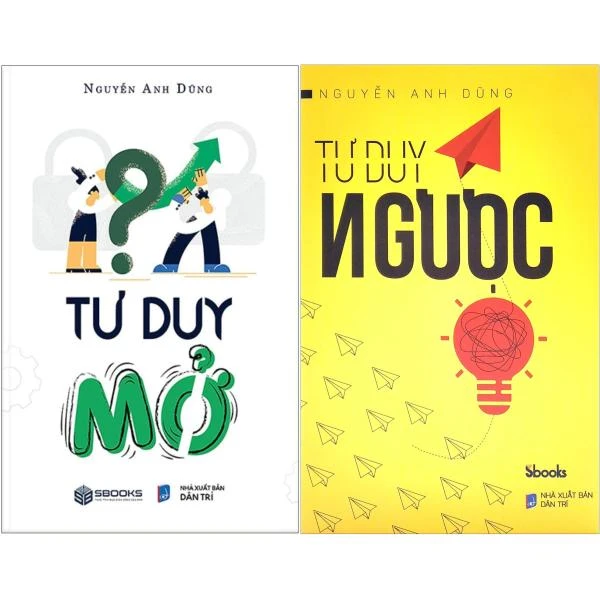 NGUYỄN ANH DŨNG
TƯ DUY
MỞ
SBOOKS
NHÀ XUẤT BẢN
DÂN TRÍ
NGUYỄN ANH DŨNG
TƯ DUY
NGƯỢC
Sbooks
NHÀ XUẤT BẢN
DÂN TRÍ